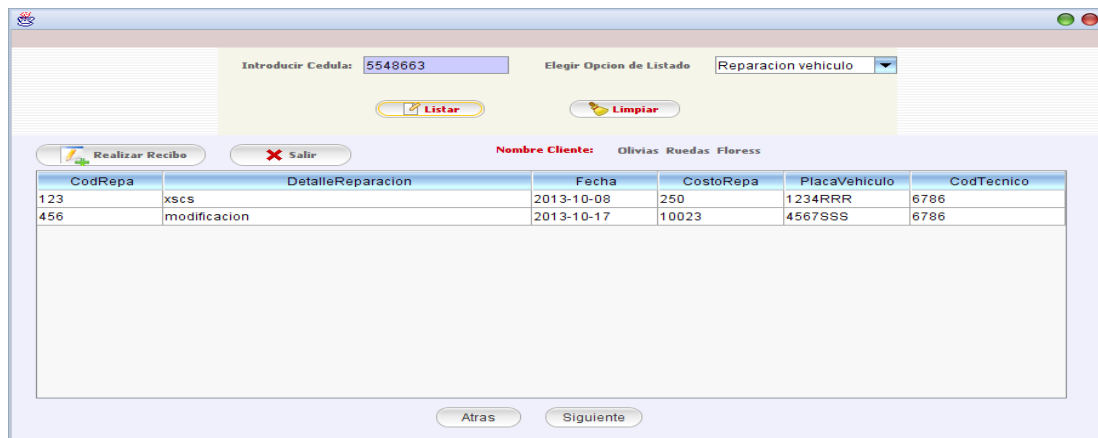 Introducir Cedula: 5548663 Elegir Opcion de Listado Reparacion vehiculo
Listar Limpiar
Realizar Recibo Salir Nombre Cliente: Olivias Ruedas Floress
CodRepa DetalleReparacion Fecha CostoRepa PlacaVehiculo CodTecnico
123 xscs 2013-10-08 250 1234RRR 6786
456 modificacion 2013-10-17 10023 4567SSS 6786
Atras Siguiente